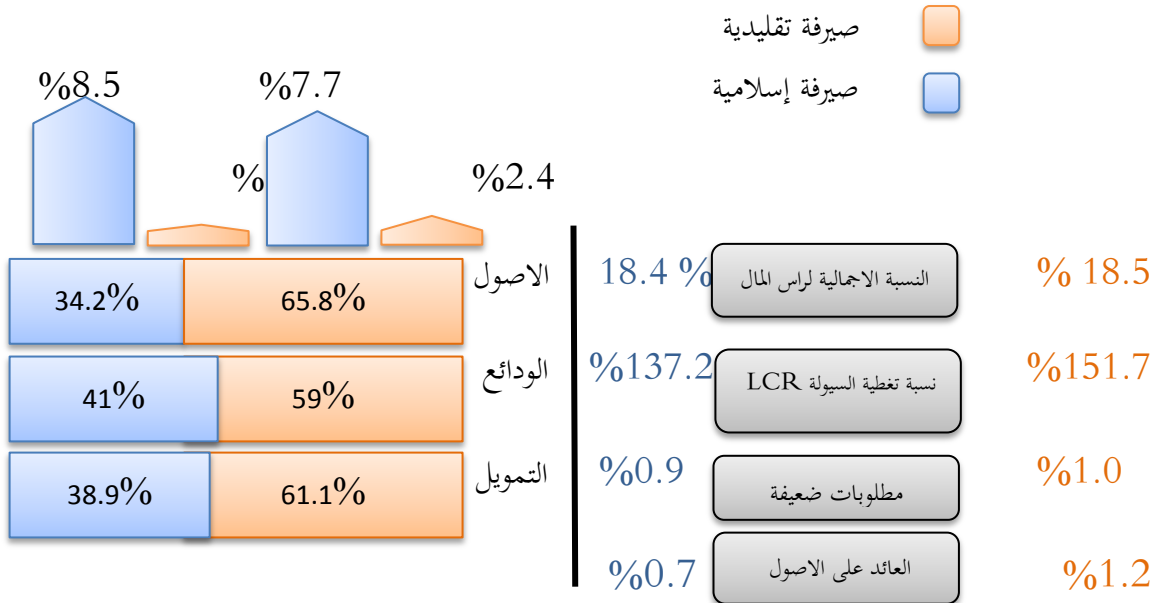 صيرفة تقليدية
صيرفة إسلامية
%8.5
%7.7
%
%2.4
الاصول
65.8%
34.2%
الودائع
59%
41%
التمويل
61.1%
38.9%
% 18.5
النسبة الاجمالية لراس المال
18.4 %
%151.7
نسبة تغطية السيولة LCR
%137.2
%1.0
مطلوبات ضعيفة
%0.9
%1.2
العائد على الاصول
%0.7